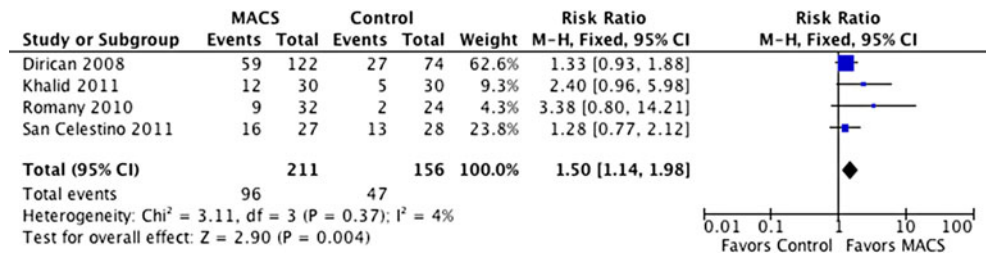 MACS Control Risk Ratio Risk Ratio
Study or Subgroup Events Total Events Total Weight M-H, Fixed, 95% CI M-H, Fixed, 95% CI
Dirican 2008 59 122 27 74 62.6% 1.33 [0.93, 1.88]
Khalid 2011 12 30 5 30 9.3% 2.40 [0.96, 5.98]
Romany 2010 9 32 2 24 4.3% 3.38 [0.80, 14.21]
San Celestino 2011 16 27 13 28 23.8% 1.28 [0.77, 2.12]
Total (95% CI) 211 156 100.0% 1.50 [1.14, 1.98]
Total events 96 47
Heterogeneity: Chi² = 3.11, df = 3 (P = 0.37); I² = 4%
Test for overall effect: Z = 2.90 (P = 0.004)
0.01 0.1 1 10 100
Favors Control Favors MACS